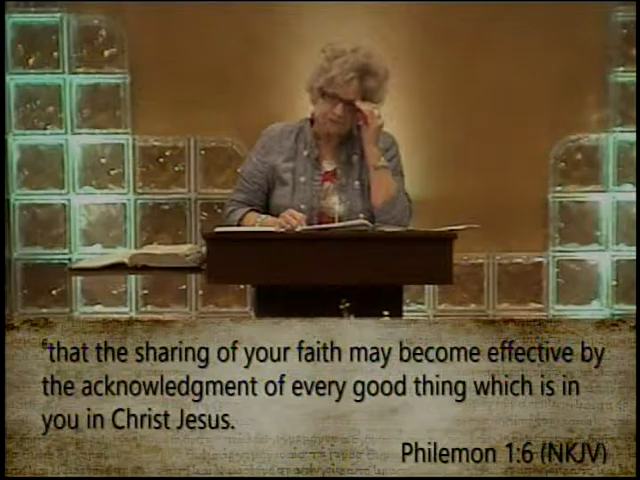 ⁶that the sharing of your faith may become effective by
the acknowledgment of every good thing which is in
you in Christ Jesus.
Philemon 1:6 (NKJV)